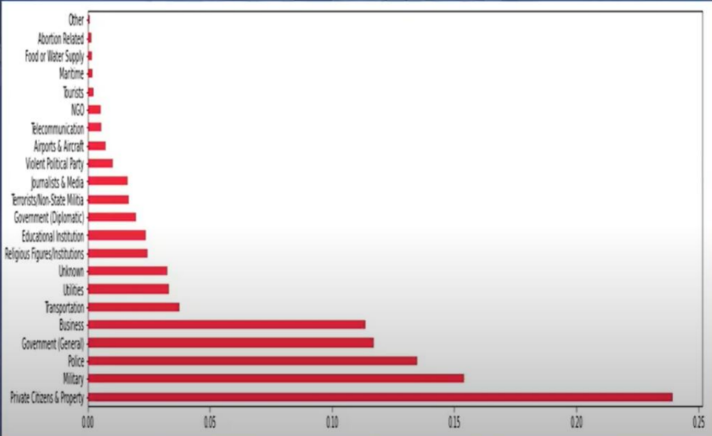 Other
Abortion Related
Food or Water Supply
Maritime
Tourists
NGO
Telecommunication
Airports & Aircraft
Violent Political Party
Journalists & Media
Terrorists/Non-State Militia
Government (Diplomatic)
Educational Institution
Religious Figures/Institutions
Unknown
Utilities
Transportation
Business
Government (General)
Police
Military
Private Citizens & Property
0.00 0.05 0.10 0.15 0.20 0.25